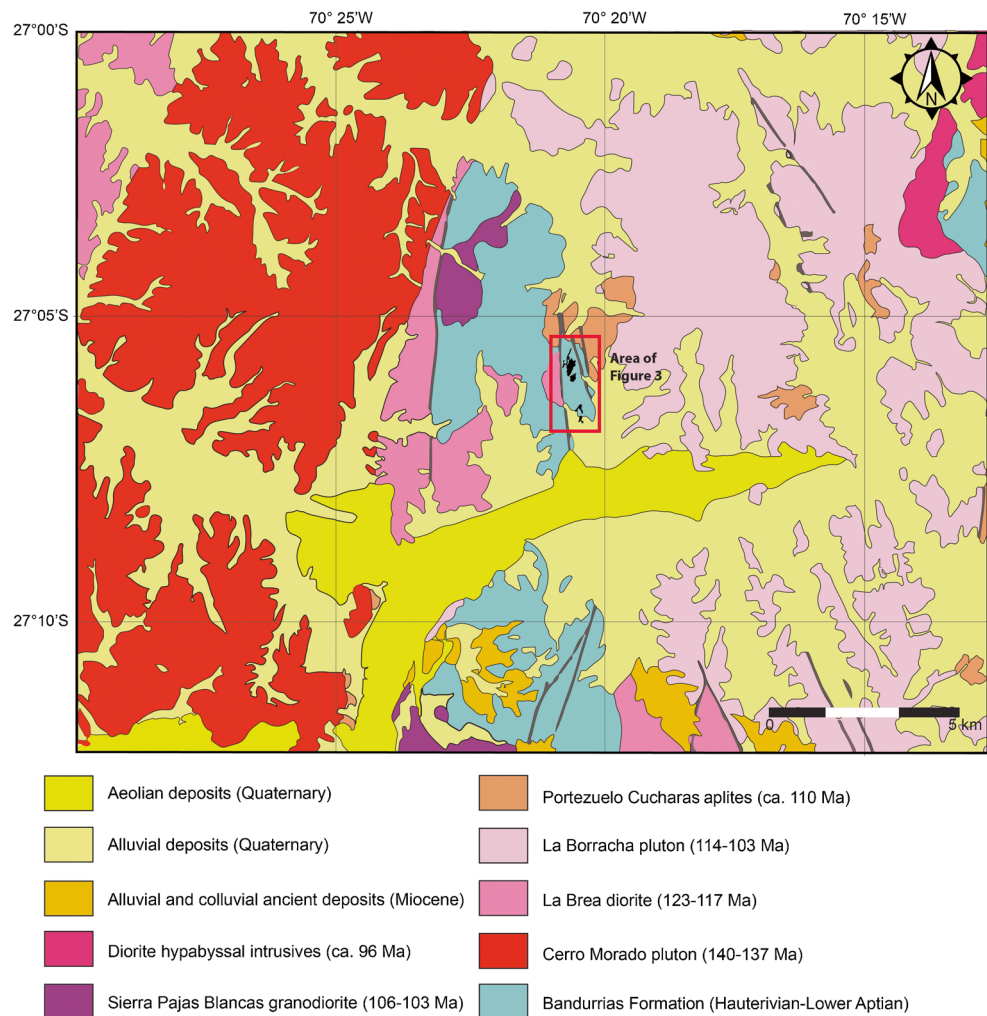 70° 25'W
70° 20'W
70° 15'W
27°00'S
N
27°05'S
Area of
Figure 3
27°10'S
0
5 km
Aeolian deposits (Quaternary)
Alluvial deposits (Quaternary)
Alluvial and colluvial ancient deposits (Miocene)
Diorite hypabyssal intrusives (ca. 96 Ma)
Sierra Pajas Blancas granodiorite (106-103 Ma)
Portezuelo Cucharas aplites (ca. 110 Ma)
La Borracha pluton (114-103 Ma)
La Brea diorite (123-117 Ma)
Cerro Morado pluton (140-137 Ma)
Bandurrias Formation (Hauterivian-Lower Aptian)